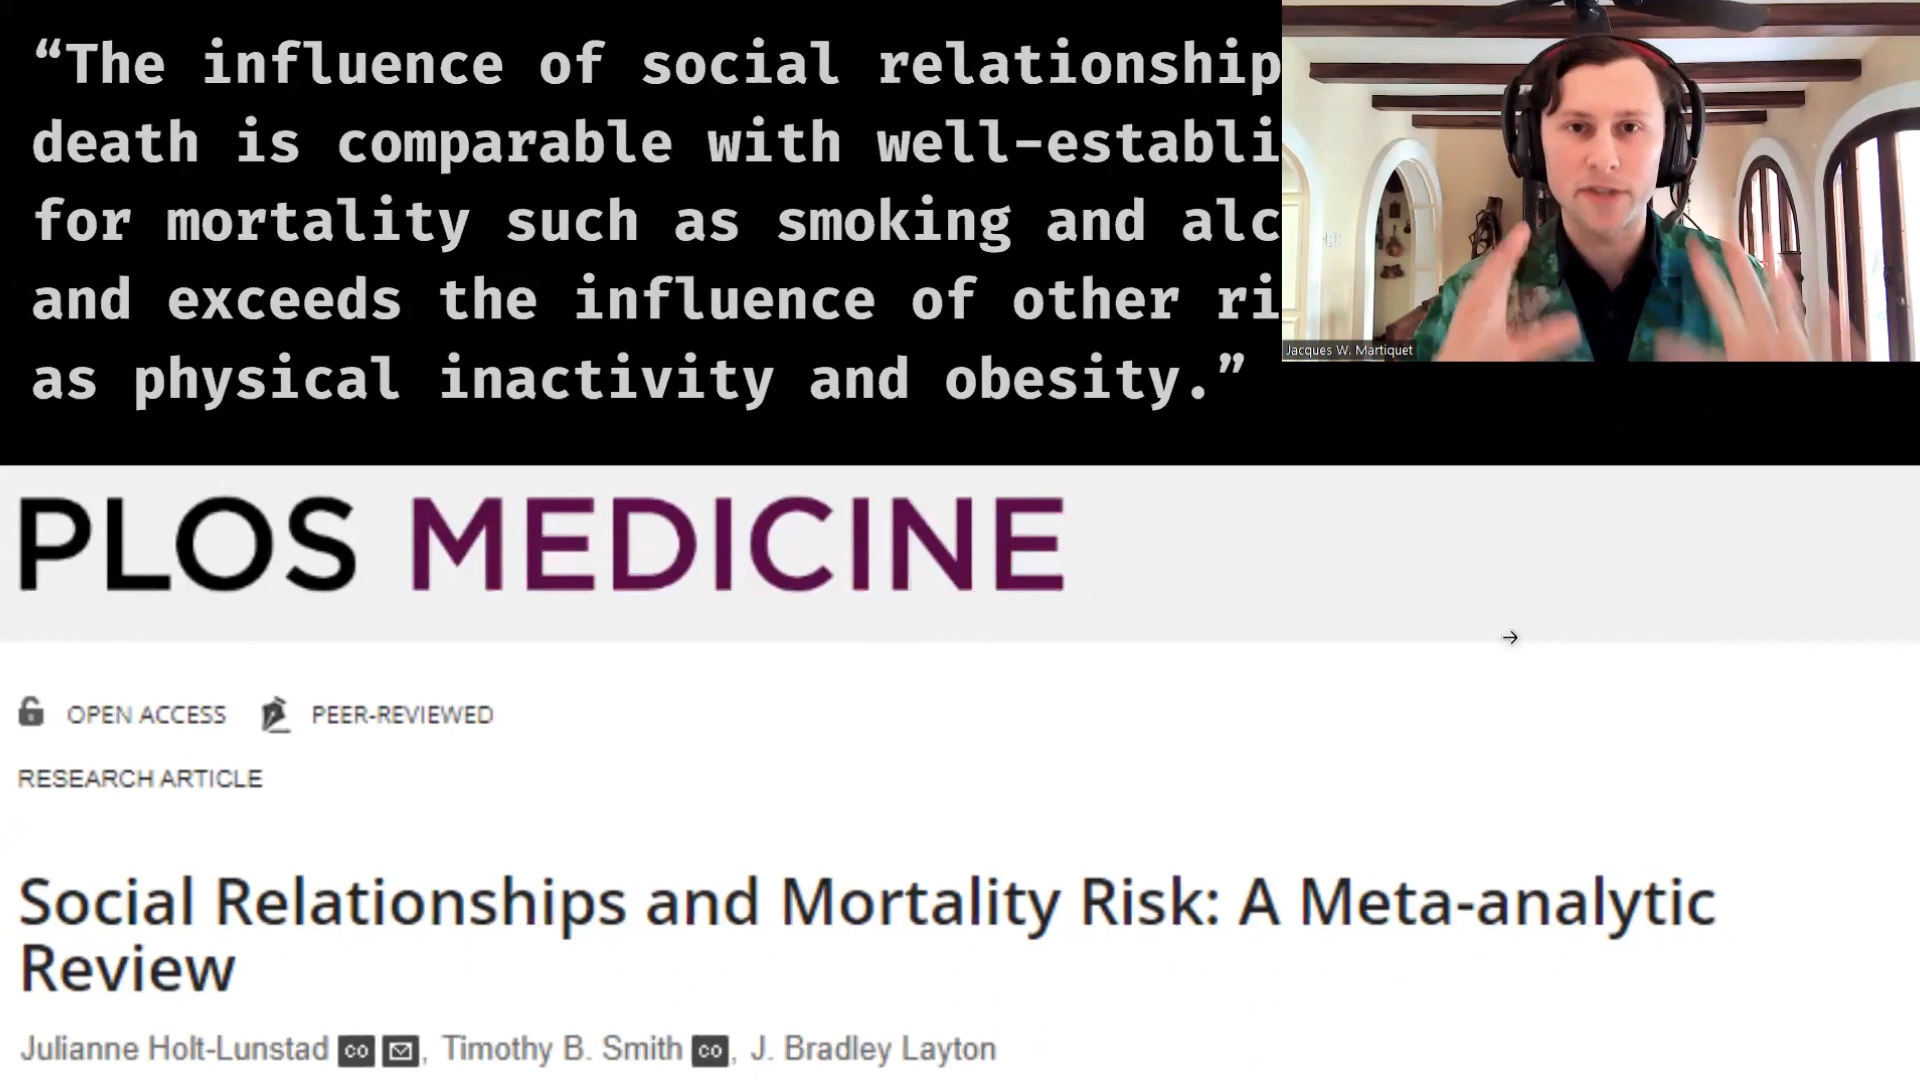 “The influence of social relationship
death is comparable with well-establi
for mortality such as smoking and alc
and exceeds the influence of other ri
as physical inactivity and obesity.”
Jacques W. Martiquet
PLOS MEDICINE
OPEN ACCESS PEER-REVIEWED
RESEARCH ARTICLE
Social Relationships and Mortality Risk: A Meta-analytic
Review
Julianne Holt-Lunstad co , Timothy B. Smith co , J. Bradley Layton